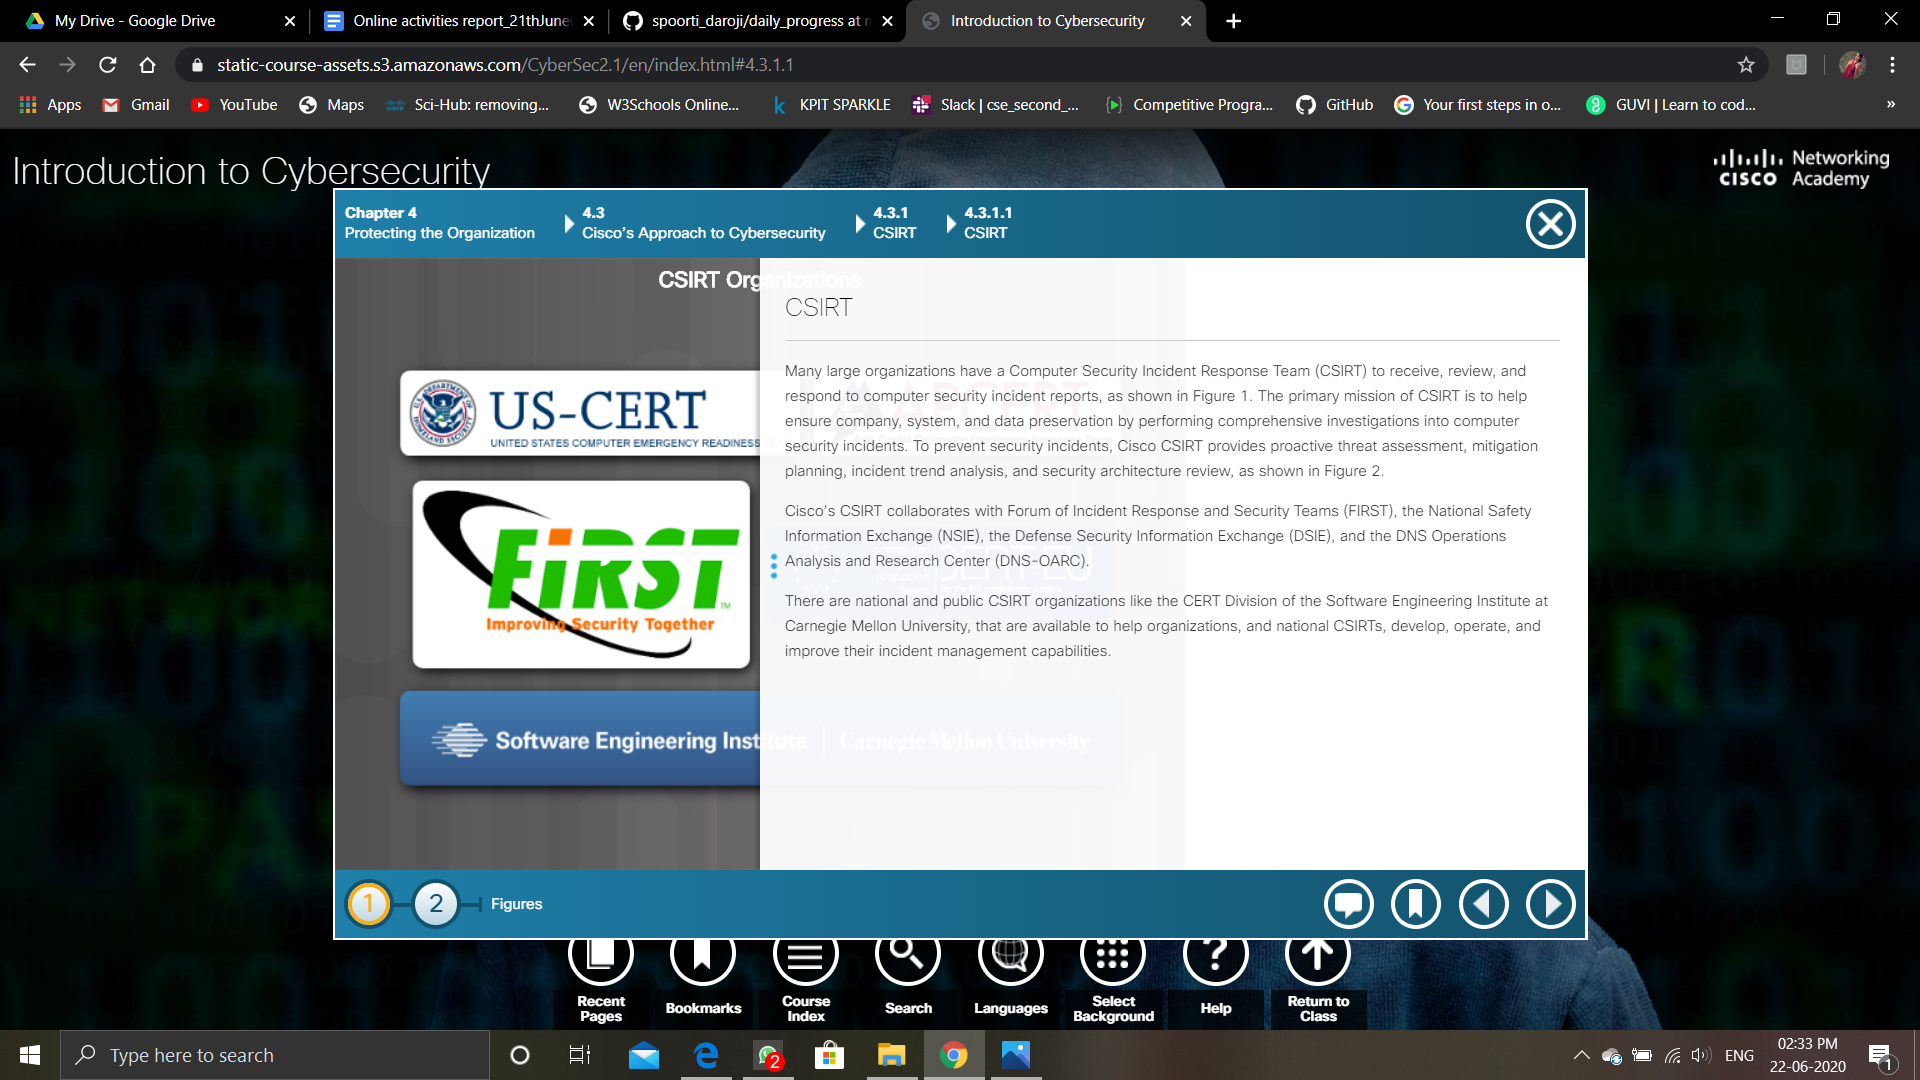 My Drive - Google Drive
Online activities report_21thJune
spoorti_daroji/daily_progress at m
Introduction to Cybersecurity
static-course-assets.s3.amazonaws.com/CyberSec2.1/en/index.html#4.3.1.1
Apps
Gmail
YouTube
Maps
Sci-Hub: removing...
W3Schools Online...
KPIT SPARKLE
Slack | cse_second_...
Competitive Progra...
GitHub
Your first steps in o...
GUVI | Learn to cod...
»
Introduction to Cybersecurity
CISCO
Networking
Academy
Chapter 4
Protecting the Organization
4.3
Cisco's Approach to Cybersecurity
4.3.1
CSIRT
4.3.1.1
CSIRT
CSIRT Organizations
US-CERT
UNITED STATES COMPUTER EMERGENCY READINESS
FIRST
TM
Improving Security Together
Software Engineering Institute
Carnegie Mellon University
APCERT
CERT-EU
CSIRT
Many large organizations have a Computer Security Incident Response Team (CSIRT) to receive, review, and
respond to computer security incident reports, as shown in Figure 1. The primary mission of CSIRT is to help
ensure company, system, and data preservation by performing comprehensive investigations into computer
security incidents. To prevent security incidents, Cisco CSIRT provides proactive threat assessment, mitigation
planning, incident trend analysis, and security architecture review, as shown in Figure 2.
Cisco's CSIRT collaborates with Forum of Incident Response and Security Teams (FIRST), the National Safety
Information Exchange (NSIE), the Defense Security Information Exchange (DSIE), and the DNS Operations
Analysis and Research Center (DNS-OARC).
There are national and public CSIRT organizations like the CERT Division of the Software Engineering Institute at
Carnegie Mellon University, that are available to help organizations, and national CSIRTs, develop, operate, and
improve their incident management capabilities.
1
2
Figures
Recent
Pages
Bookmarks
Course
Index
Search
Languages
Select
Background
Help
Return to
Class
Type here to search
2
ENG
02:33 PM
22-06-2020
1